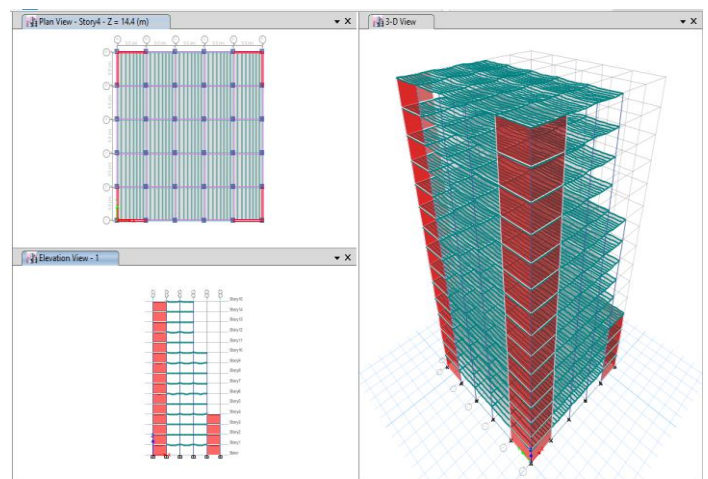 Plan View - Story4 - Z = 14.4 (m)
3-D View
Elevation View - 1
Story15
Story14
Story13
Story12
Story11
Story10
Story9
Story8
Story7
Story6
Story5
Story4
Story3
Story2
Story1
Base